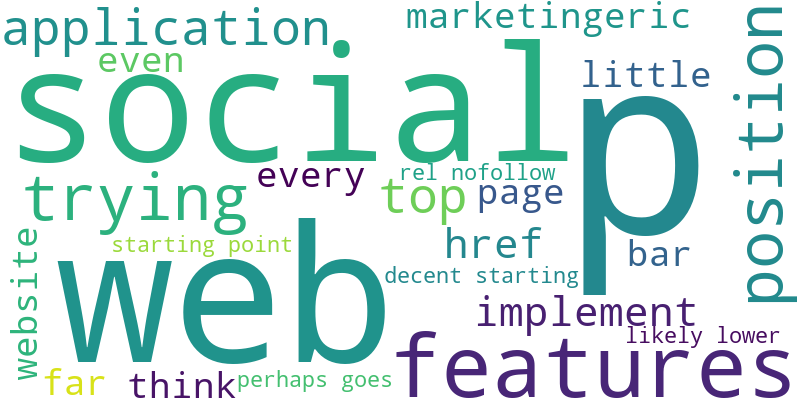 application
marketingeric
even
social
little
p
position
every
rel nofollow
trying
top
page
website
starting point
href
bar
web
decent starting
implement
likely lower
features
far
think
perhaps goes